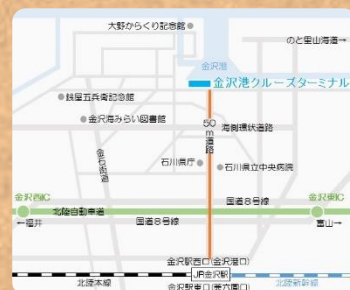 大野からくり記念館
のと里山海道→
金沢港
金沢港クルーズターミナル
銭屋五兵衛記念館
金沢海みらい図書館
50m道路
海側環状道路
金石街道
石川県庁
石川県立中央病院
金沢西IC
金沢東IC
国道8号線
北陸自動車道
←福井
国道8号線
富山→
金沢駅西口(金沢港口)
JR金沢駅
北陸本線
北陸新幹線
金沢駅東口(兼六園口)